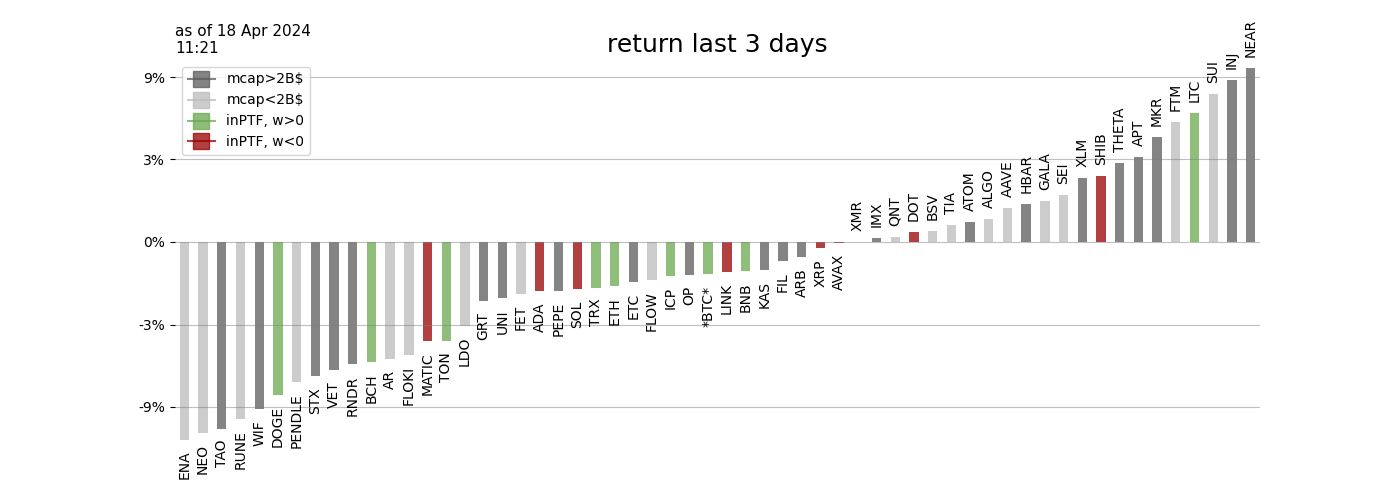 as of 18 Apr 2024
11:21
return last 3 days
mcap>2B$
mcap<2B$
inPTF, w>0
inPTF, w<0
9%
3%
0%
-3%
-9%
ENA
NEO
TAO
RUNE
WIF
DOGE
PENDLE
STX
VET
RNDR
BCH
AR
FLOKI
MATIC
TON
LDO
GRT
UNI
FET
ADA
PEPE
SOL
TRX
ETH
ETC
FLOW
ICP
OP
*BTC*
LINK
BNB
KAS
FIL
ARB
XRP
AVAX
XMR
IMX
QNT
DOT
BSV
TIA
ATOM
ALGO
AAVE
HBAR
GALA
SEI
XLM
SHIB
THETA
APT
MKR
FTM
LTC
SUI
INJ
NEAR